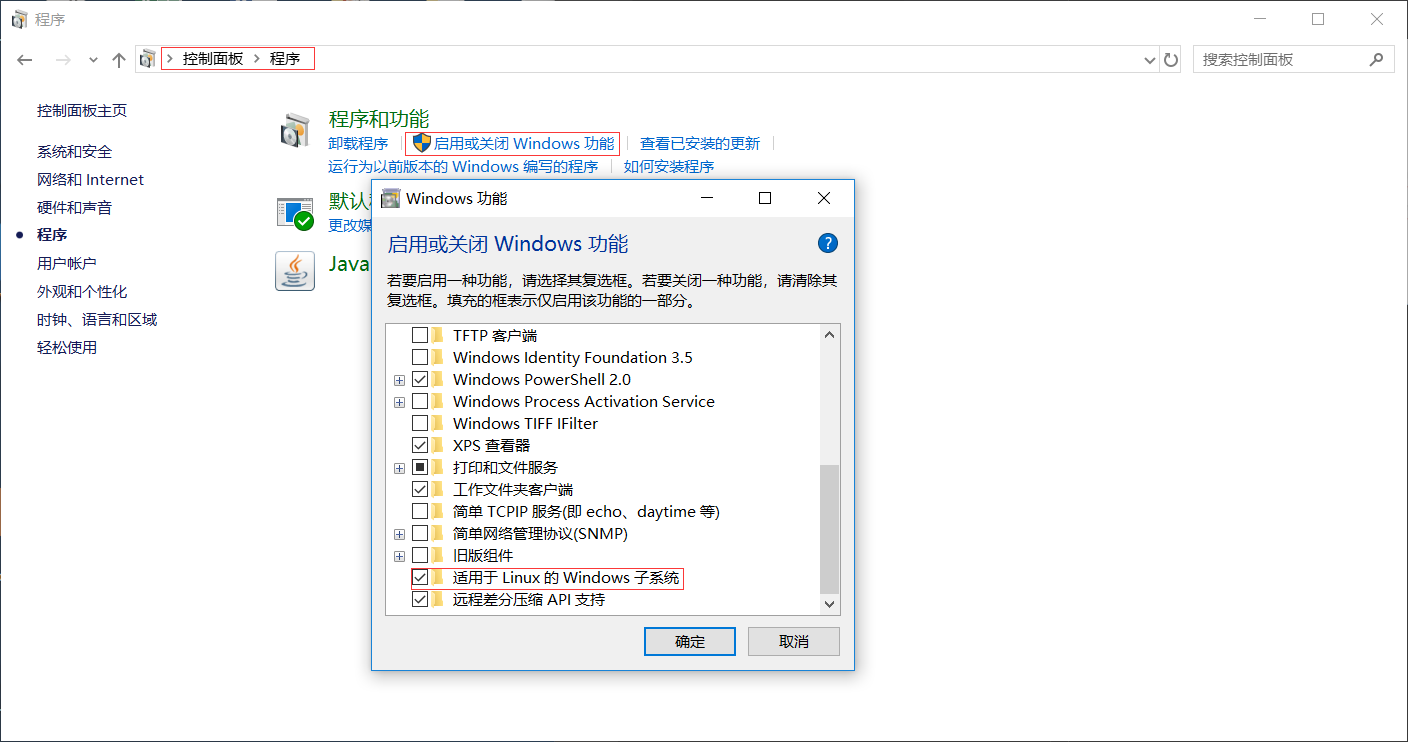 程序
控制面板 程序
搜索控制面板
控制面板主页
系统和安全
网络和 Internet
硬件和声音
程序
用户帐户
外观和个性化
时钟、语言和区域
轻松使用
程序和功能
卸载程序 启用或关闭 Windows 功能 查看已安装的更新
运行为以前版本的 Windows 编写的程序 如何安装程序
默认
更改媒
Java
Windows 功能
启用或关闭 Windows 功能
?
若要启用一种功能，请选择其复选框。若要关闭一种功能，请清除其
复选框。填充的框表示仅启用该功能的一部分。
TFTP 客户端
Windows Identity Foundation 3.5
Windows PowerShell 2.0
Windows Process Activation Service
Windows TIFF IFilter
XPS 查看器
打印和文件服务
工作文件夹客户端
简单 TCPIP 服务(即 echo、daytime 等)
简单网络管理协议(SNMP)
旧版组件
适用于 Linux 的 Windows 子系统
远程差分压缩 API 支持
确定 取消